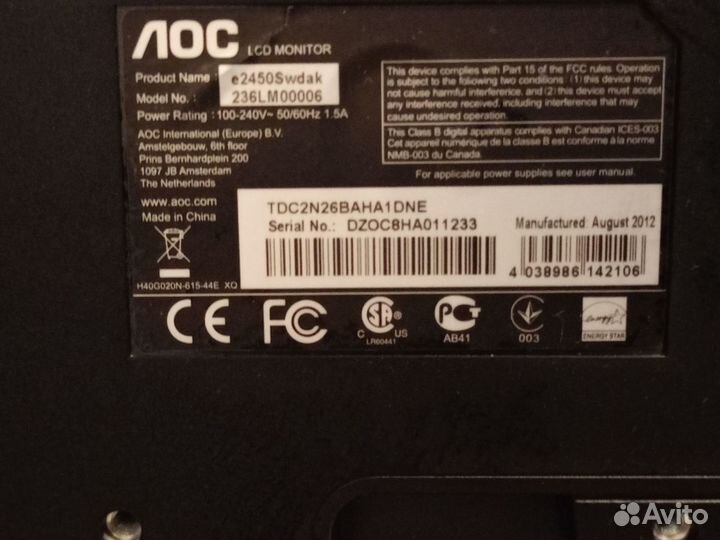 AOC LCD MONITOR
Product Name : e2450Swdak
Model No. : 236LM00006
Power Rating : 100-240V~ 50/60Hz 1.5A
AOC International (Europe) B.V.
Amstelgebouw, 6th floor
Prins Bernhardplein 200
1097 JB Amsterdam
The Netherlands
www.aoc.com
Made in China
H40G020N-615-44E XQ
This device complies with Part 15 of the FCC rules. Operation
is subject to the following two conditions :(1) this device may
not cause harmful interference, and (2) this device must
accept any interference received, including interference that may
cause undesired operation.
This Class B digital apparatus complies with Canadian ICES-003
Cet appareil numérique de la classe B est conforme à la norme
NMB-003 du Canada.
For applicable power supplies see user manual.
TDC2N26BAHA1DNE
Serial No.: DZOC8HA011233
Manufactured: August 2012
4 038986 142106
CE FC SA C US LR60441 PCT AB41 003 energy ENERGY STAR
Avito